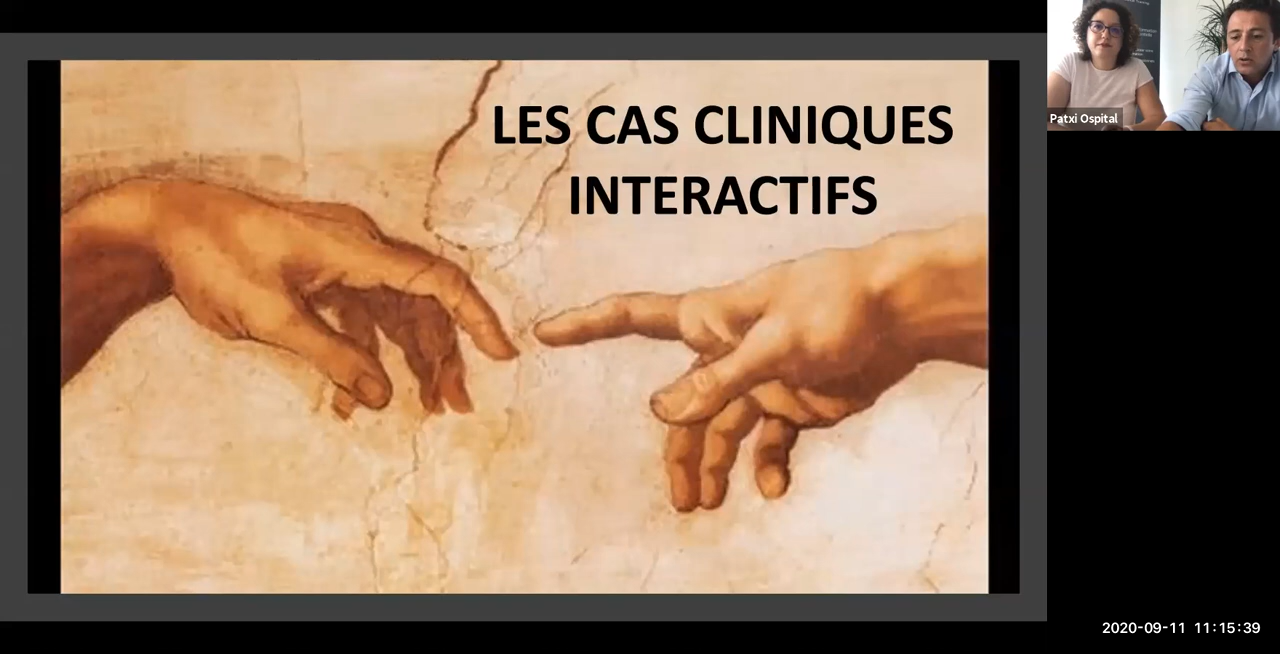 LES CAS CLINIQUES
INTERACTIFS
Patxi Ospital
2020-09-11 11:15:39